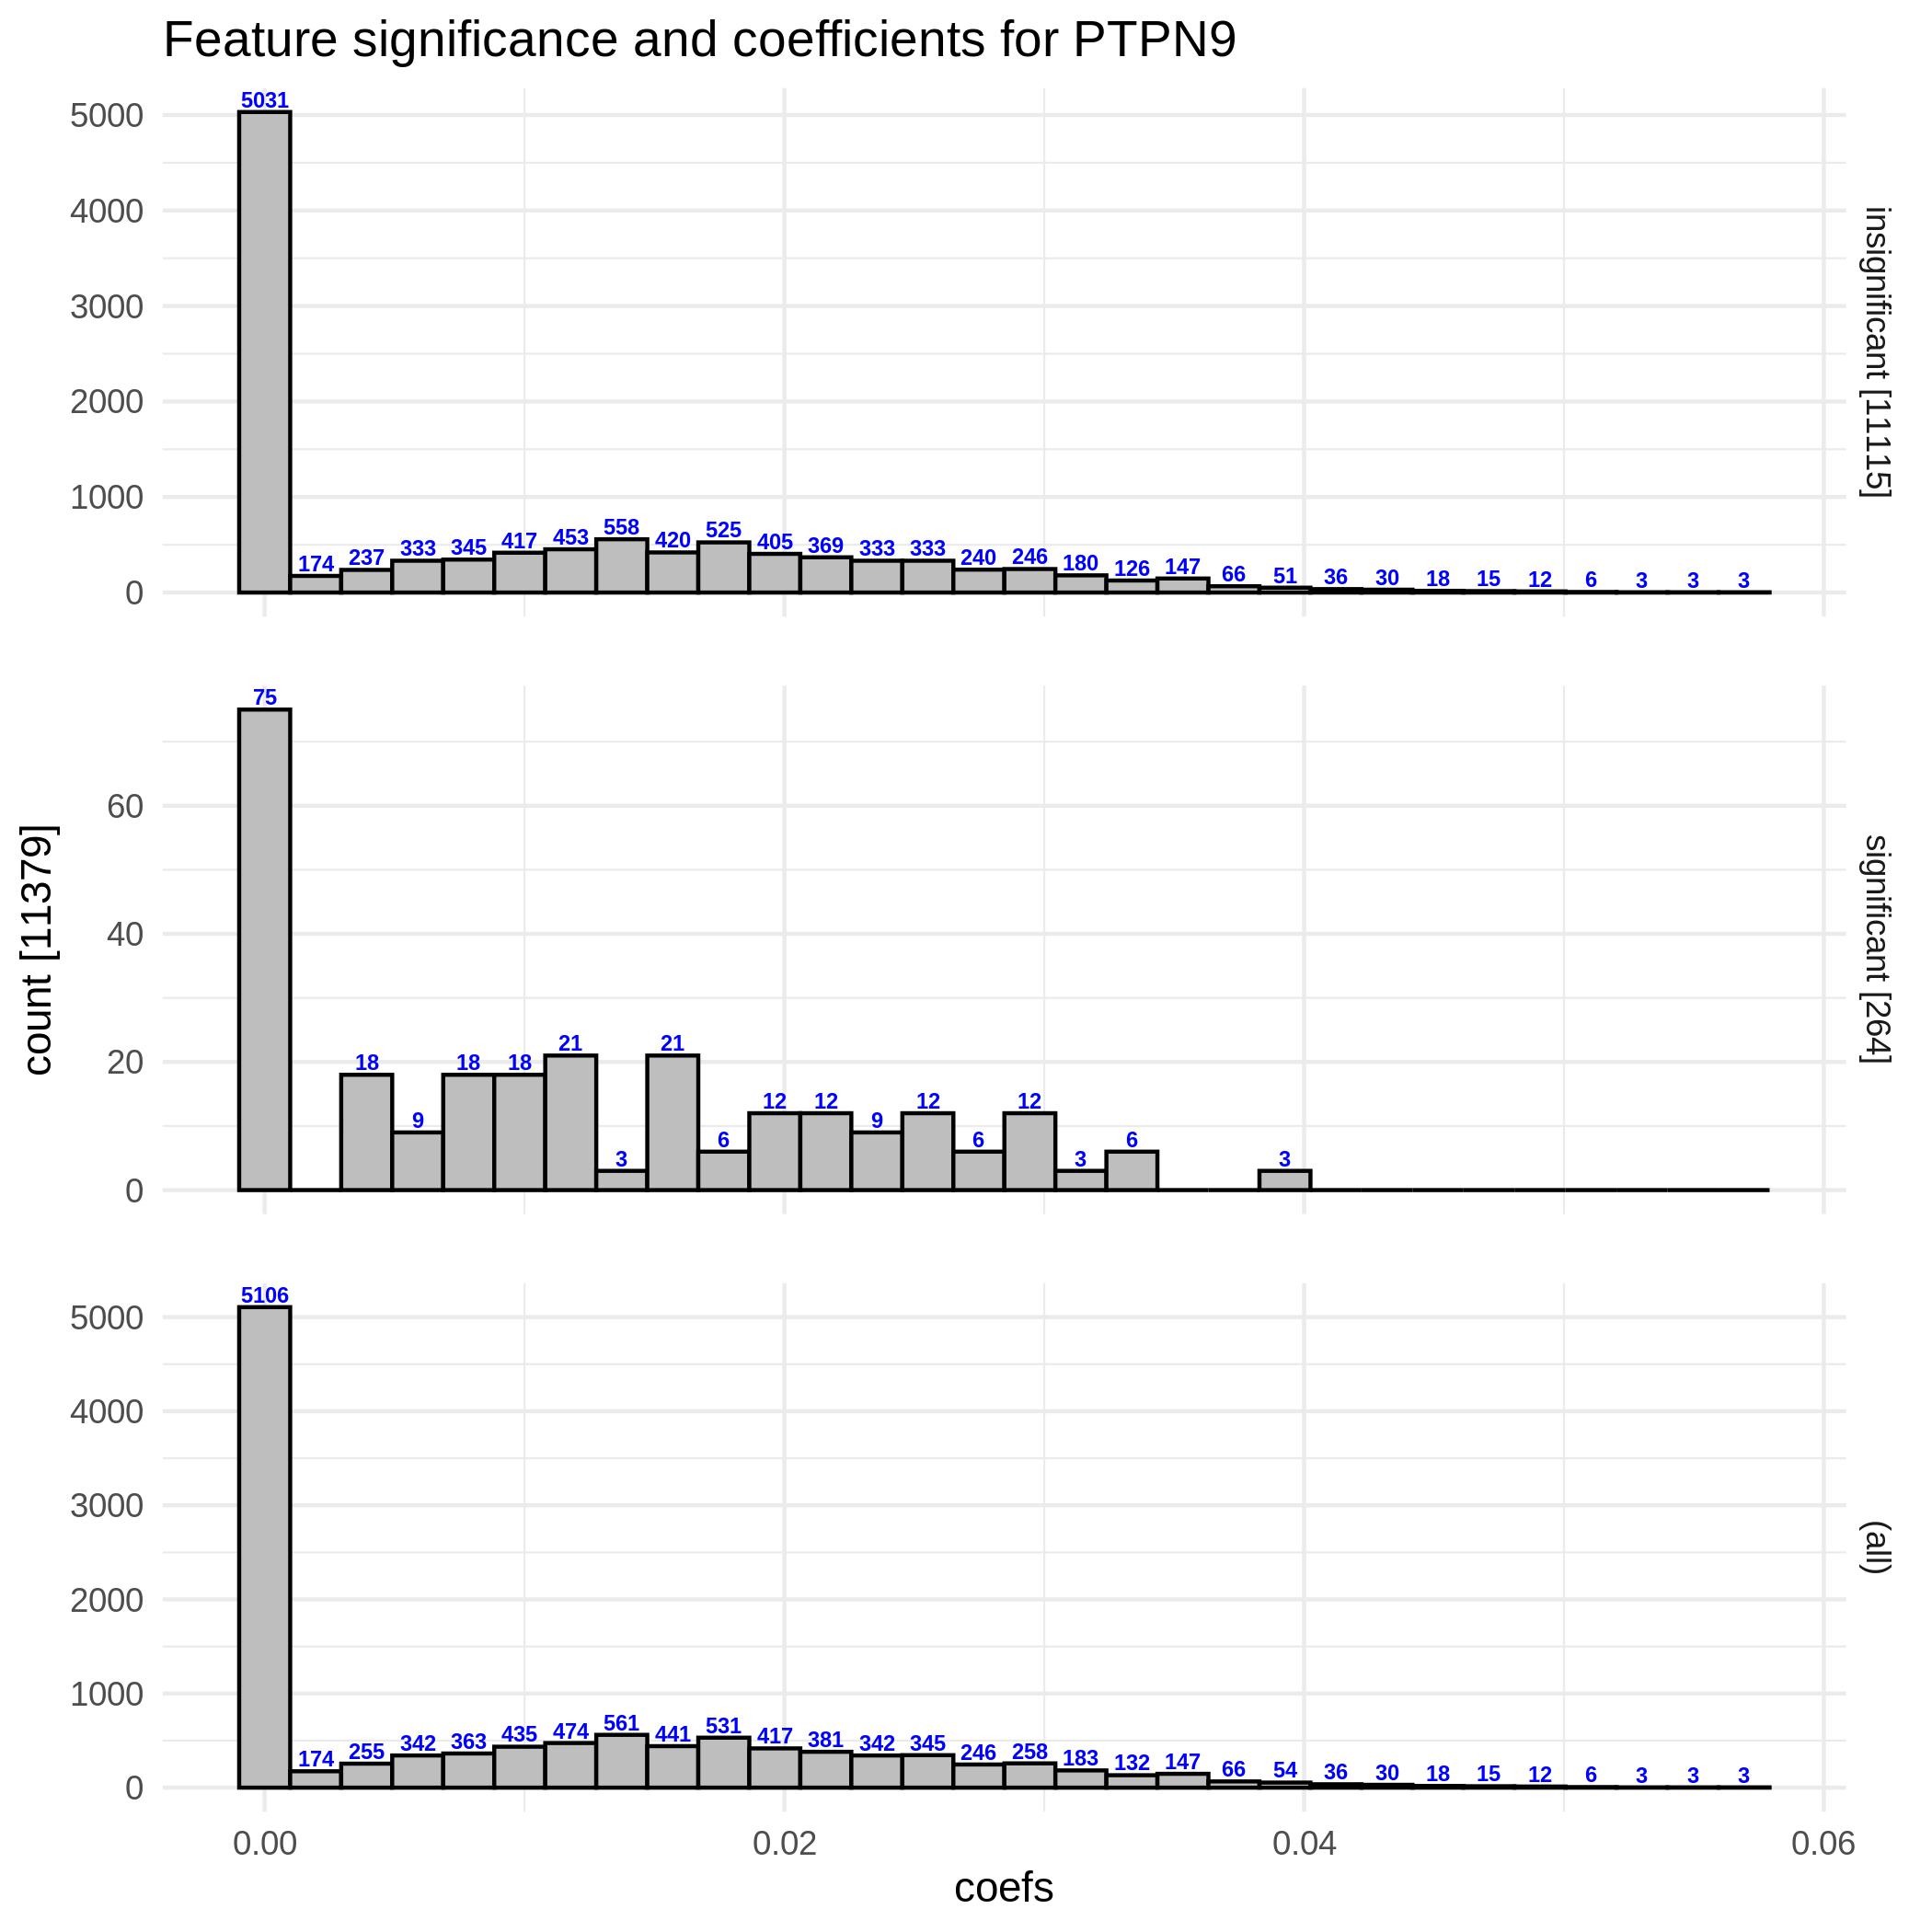 Feature significance and coefficients for PTPN9
5031
5000
4000
3000
2000
1000
0
174 237 333 345 417 453 558 420 525 405 369 333 333 240 246 180 126 147 66 51 36 30 18 15 12 6 3 3 3
insignificant [11115]
75
60
40
20
0
18 9 18 18 21 3 21 6 12 12 9 12 6 12 3 6 3
significant [264]
count [11379]
5106
5000
4000
3000
2000
1000
0
174 255 342 363 435 474 561 441 531 417 381 342 345 246 258 183 132 147 66 54 36 30 18 15 12 6 3 3 3
(all)
0.00 0.02 0.04 0.06
coefs